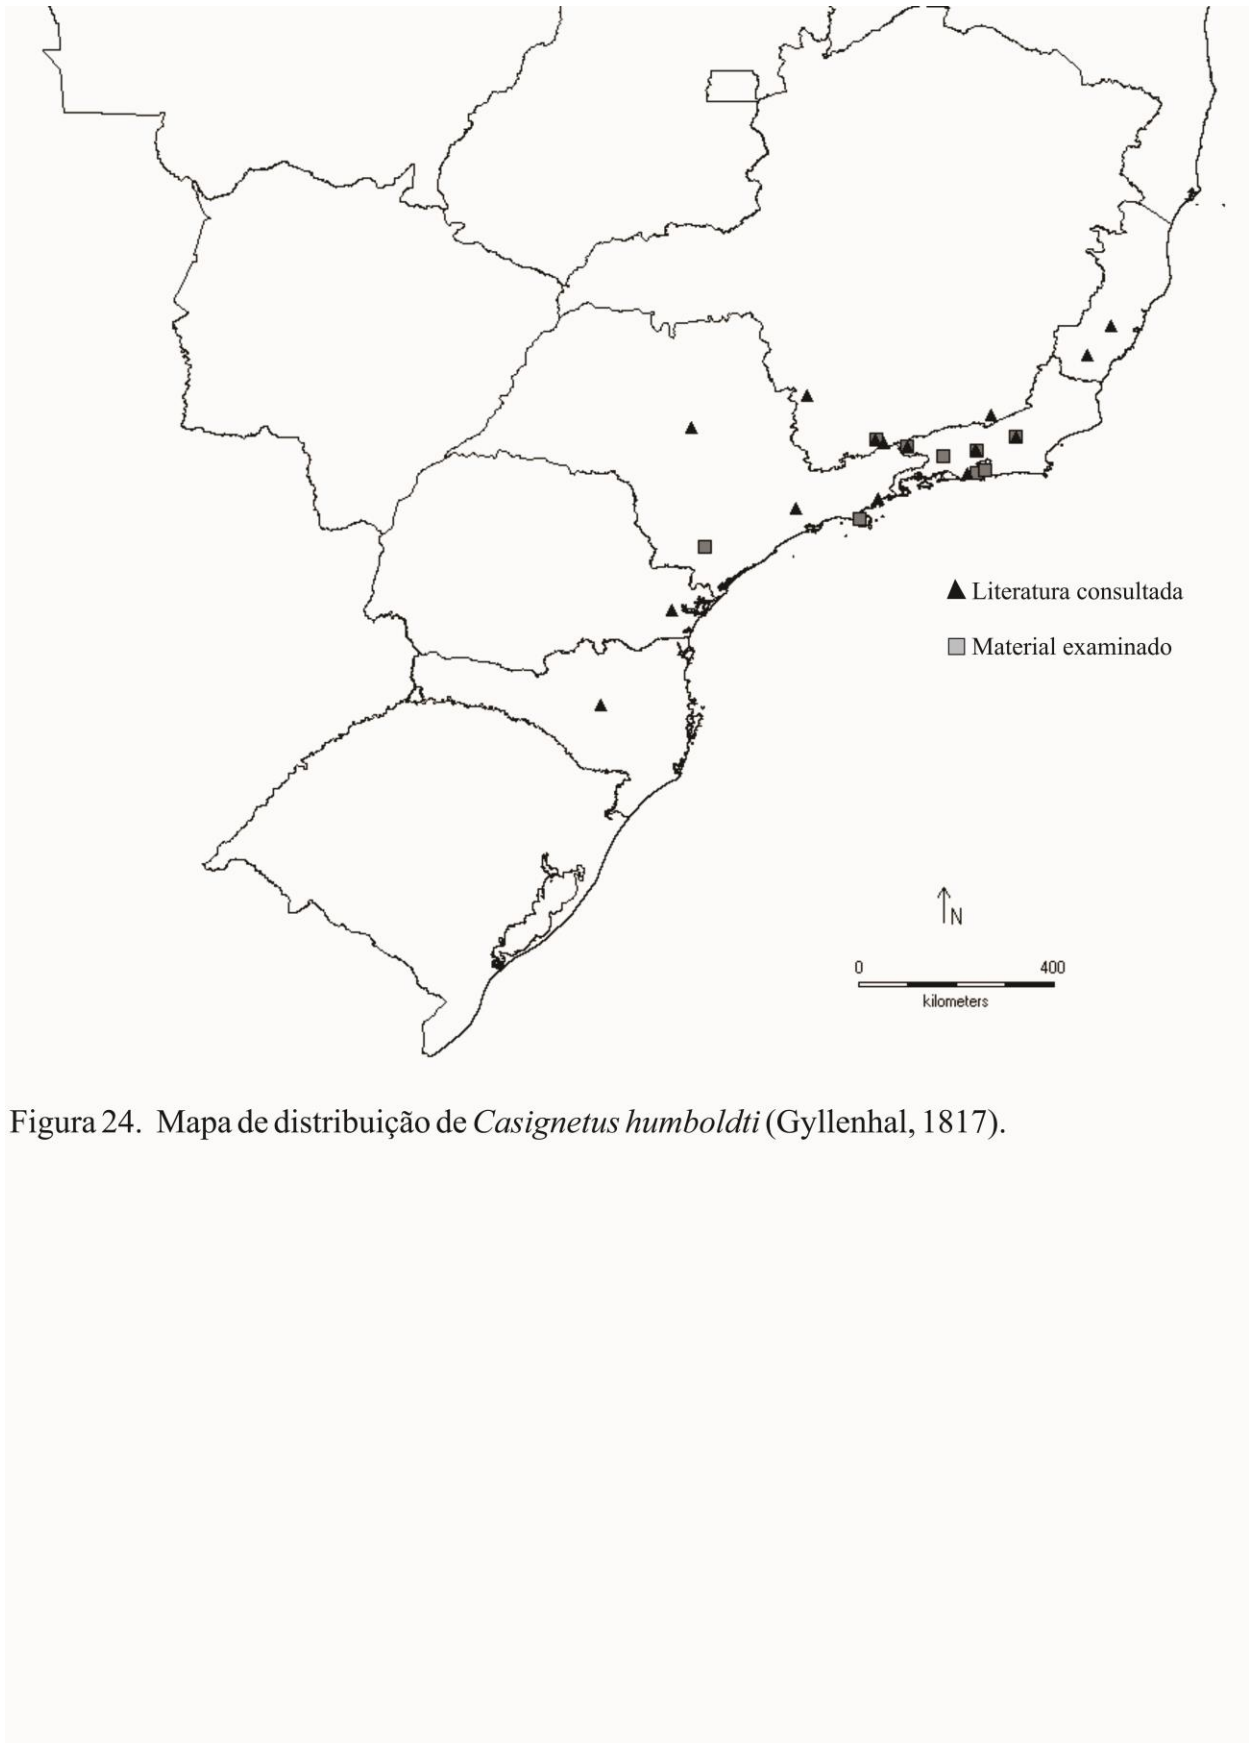 Literatura consultada
Material examinado
N
0 400
kilometers
Figura 24. Mapa de distribuição de Casignetus humboldti (Gyllenhal, 1817).